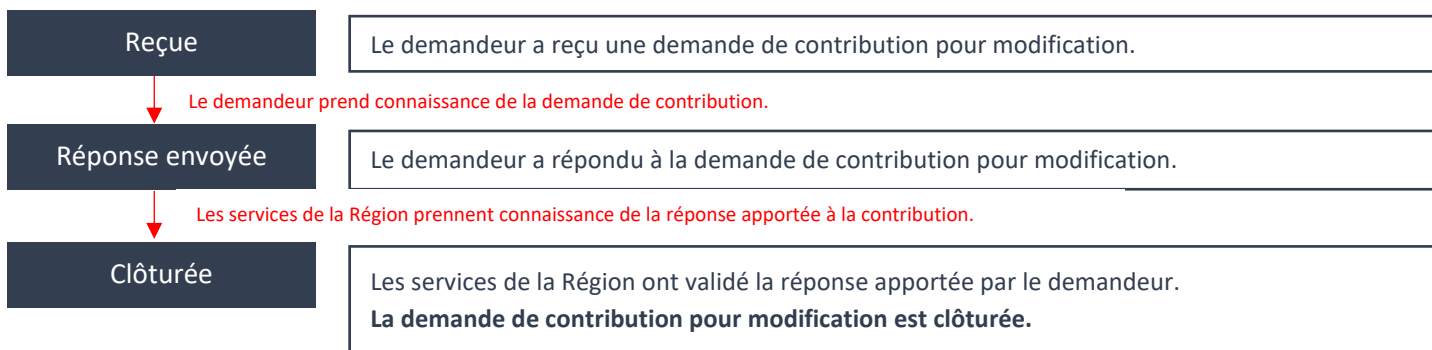 Reçue
Le demandeur a reçu une demande de contribution pour modification.
Le demandeur prend connaissance de la demande de contribution.
Réponse envoyée
Le demandeur a répondu à la demande de contribution pour modification.
Les services de la Région prennent connaissance de la réponse apportée à la contribution.
Clôturée
Les services de la Région ont validé la réponse apportée par le demandeur.
La demande de contribution pour modification est clôturée.